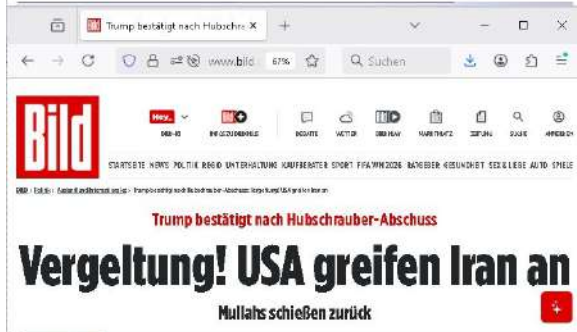 Trump bestätigt nach Hubschra
www.bild
67%
Suchen
Bild
Hey_
BILD-KI
DEBATTE
WETTER
BILD PLAY
MARKTPLATZ
ZEITUNG
SUCHE
ANMELDEN
STARTSEITE NEWS POLITIK REGIO UNTERHALTUNG KAUFBERATER SPORT FIFA WM 2026 RATGEBER GESUNDHEIT SEX & LIEBE AUTO SPIELE
Trump bestätigt nach Hubschrauber-Abschuss
Vergeltung! USA greifen Iran an
Mullahs schießen zurück